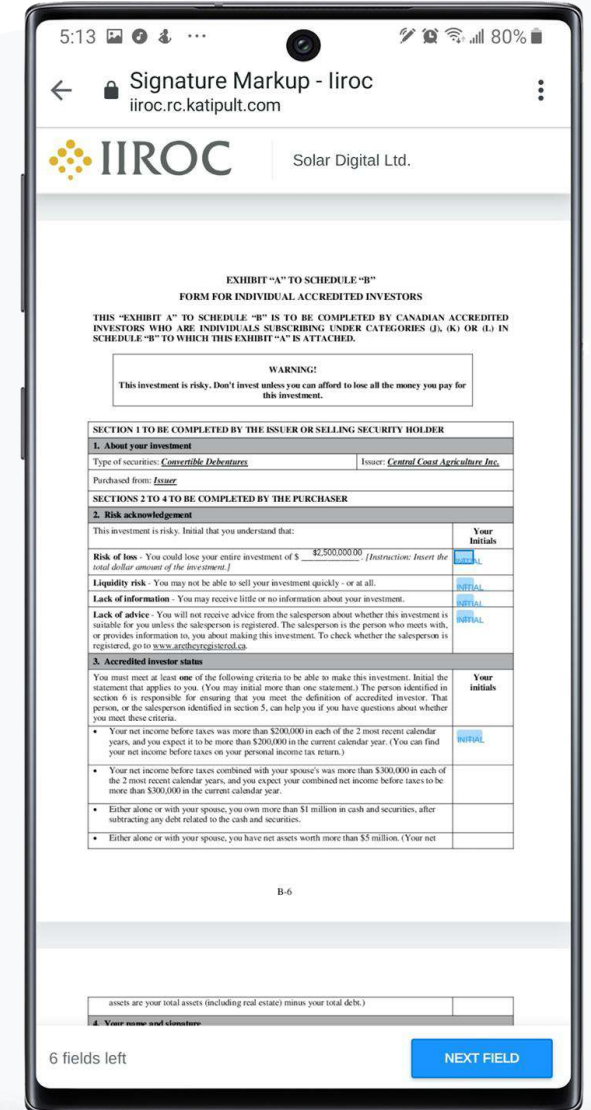 5:13
80%
Signature Markup - Iiroc
iiroc.rc.katipult.com
IIROC
Solar Digital Ltd.
EXHIBIT “A” TO SCHEDULE “B”
FORM FOR INDIVIDUAL ACCREDITED INVESTORS
THIS “EXHIBIT A” TO SCHEDULE “B” IS TO BE COMPLETED BY CANADIAN ACCREDITED
INVESTORS WHO ARE INDIVIDUALS SUBSCRIBING UNDER CATEGORIES (J), (K) OR (L) IN
SCHEDULE “B” TO WHICH THIS EXHIBIT “A” IS ATTACHED.
WARNING!
This investment is risky. Don't invest unless you can afford to lose all the money you pay for
this investment.
SECTION 1 TO BE COMPLETED BY THE ISSUER OR SELLING SECURITY HOLDER
1. About your investment
Type of securities: Convertible Debentures
Issuer: Central Coast Agriculture Inc.
Purchased from: Issuer
SECTIONS 2 TO 4 TO BE COMPLETED BY THE PURCHASER
2. Risk acknowledgement
This investment is risky. Initial that you understand that:
Your
Initials
Risk of loss - You could lose your entire investment of $ $2,500,000.00 . [Instruction: Insert the
total dollar amount of the investment.]
INITIAL
Liquidity risk - You may not be able to sell your investment quickly - or at all.
INITIAL
Lack of information - You may receive little or no information about your investment.
INITIAL
Lack of advice - You will not receive advice from the salesperson about whether this investment is
suitable for you unless the salesperson is registered. The salesperson is the person who meets with,
or provides information to, you about making this investment. To check whether the salesperson is
registered, go to www.aretheyregistered.ca.
INITIAL
3. Accredited investor status
You must meet at least one of the following criteria to be able to make this investment. Initial the
statement that applies to you. (You may initial more than one statement.) The person identified in
section 6 is responsible for ensuring that you meet the definition of accredited investor. That
person, or the salesperson identified in section 5, can help you if you have questions about whether
you meet these criteria.
Your
initials
• Your net income before taxes was more than $200,000 in each of the 2 most recent calendar
years, and you expect it to be more than $200,000 in the current calendar year. (You can find
your net income before taxes on your personal income tax return.)
INITIAL
• Your net income before taxes combined with your spouse's was more than $300,000 in each of
the 2 most recent calendar years, and you expect your combined net income before taxes to be
more than $300,000 in the current calendar year.
• Either alone or with your spouse, you own more than $1 million in cash and securities, after
subtracting any debt related to the cash and securities.
• Either alone or with your spouse, you have net assets worth more than $5 million. (Your net
B-6
assets are your total assets (including real estate) minus your total debt.)
4. Your name and signature
6 fields left
NEXT FIELD